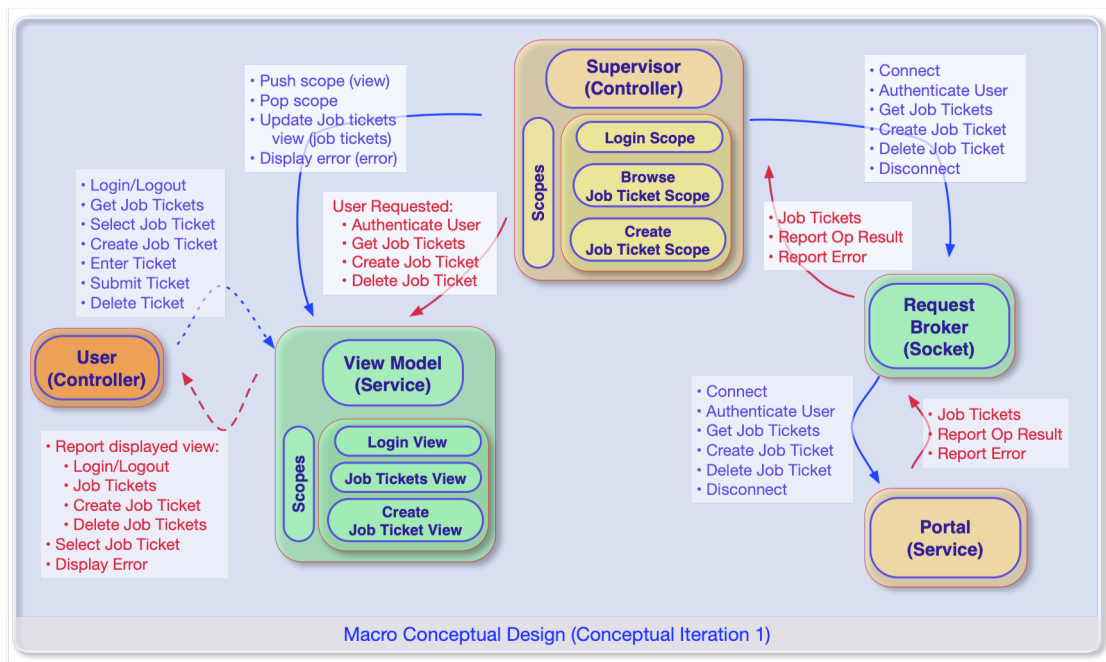 Supervisor
(Controller)
Scopes
Login Scope
Browse
Job Ticket Scope
Create
Job Ticket Scope
• Push scope (view)
• Pop scope
• Update Job tickets
view (job tickets)
• Display error (error)
• Connect
• Authenticate User
• Get Job Tickets
• Create Job Ticket
• Delete Job Ticket
• Disconnect
• Login/Logout
• Get Job Tickets
• Select Job Ticket
• Create Job Ticket
• Enter Ticket
• Submit Ticket
• Delete Ticket
User Requested:
• Authenticate User
• Get Job Tickets
• Create Job Ticket
• Delete Job Ticket
• Job Tickets
• Report Op Result
• Report Error
Request
Broker
(Socket)
User
(Controller)
View Model
(Service)
Scopes
Login View
Job Tickets View
Create
Job Ticket View
• Connect
• Authenticate User
• Get Job Tickets
• Create Job Ticket
• Delete Job Ticket
• Disconnect
• Job Tickets
• Report Op Result
• Report Error
• Report displayed view:
• Login/Logout
• Job Tickets
• Create Job Ticket
• Delete Job Tickets
• Select Job Ticket
• Display Error
Portal
(Service)
Macro Conceptual Design (Conceptual Iteration 1)